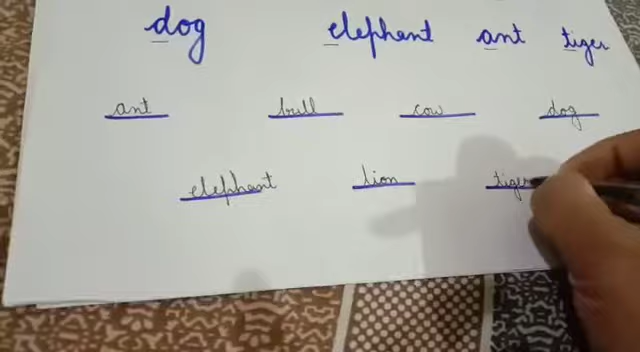 dog elephant ant tiger
ant bull cow dog
elephant lion tiger